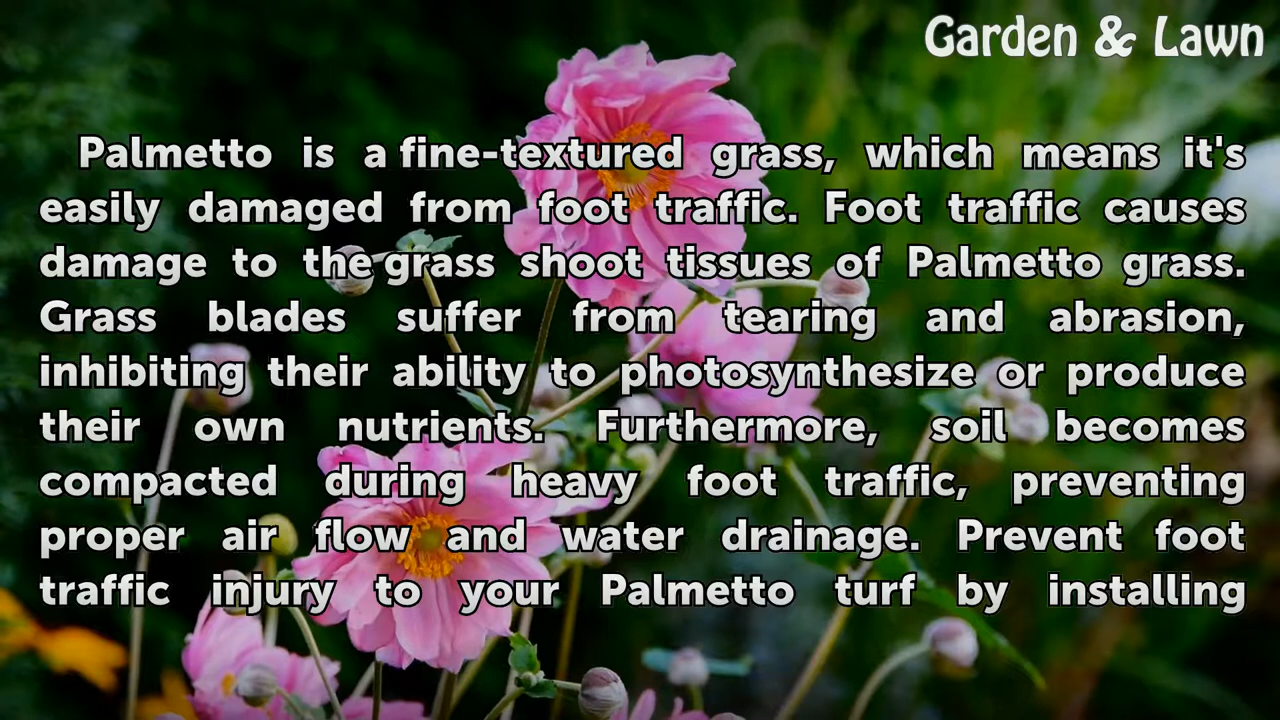 Garden & Lawn
Palmetto is a fine-textured grass, which means it's
easily damaged from foot traffic. Foot traffic causes
damage to the grass shoot tissues of Palmetto grass.
Grass blades suffer from tearing and abrasion,
inhibiting their ability to photosynthesize or produce
their own nutrients. Furthermore, soil becomes
compacted during heavy foot traffic, preventing
proper air flow and water drainage. Prevent foot
traffic injury to your Palmetto turf by installing